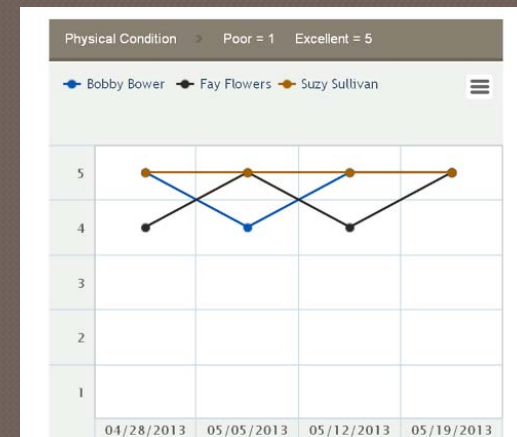 Physical Condition > Poor = 1 Excellent = 5
Bobby Bower Fay Flowers Suzy Sullivan
5
4
3
2
1
04/28/2013 05/05/2013 05/12/2013 05/19/2013